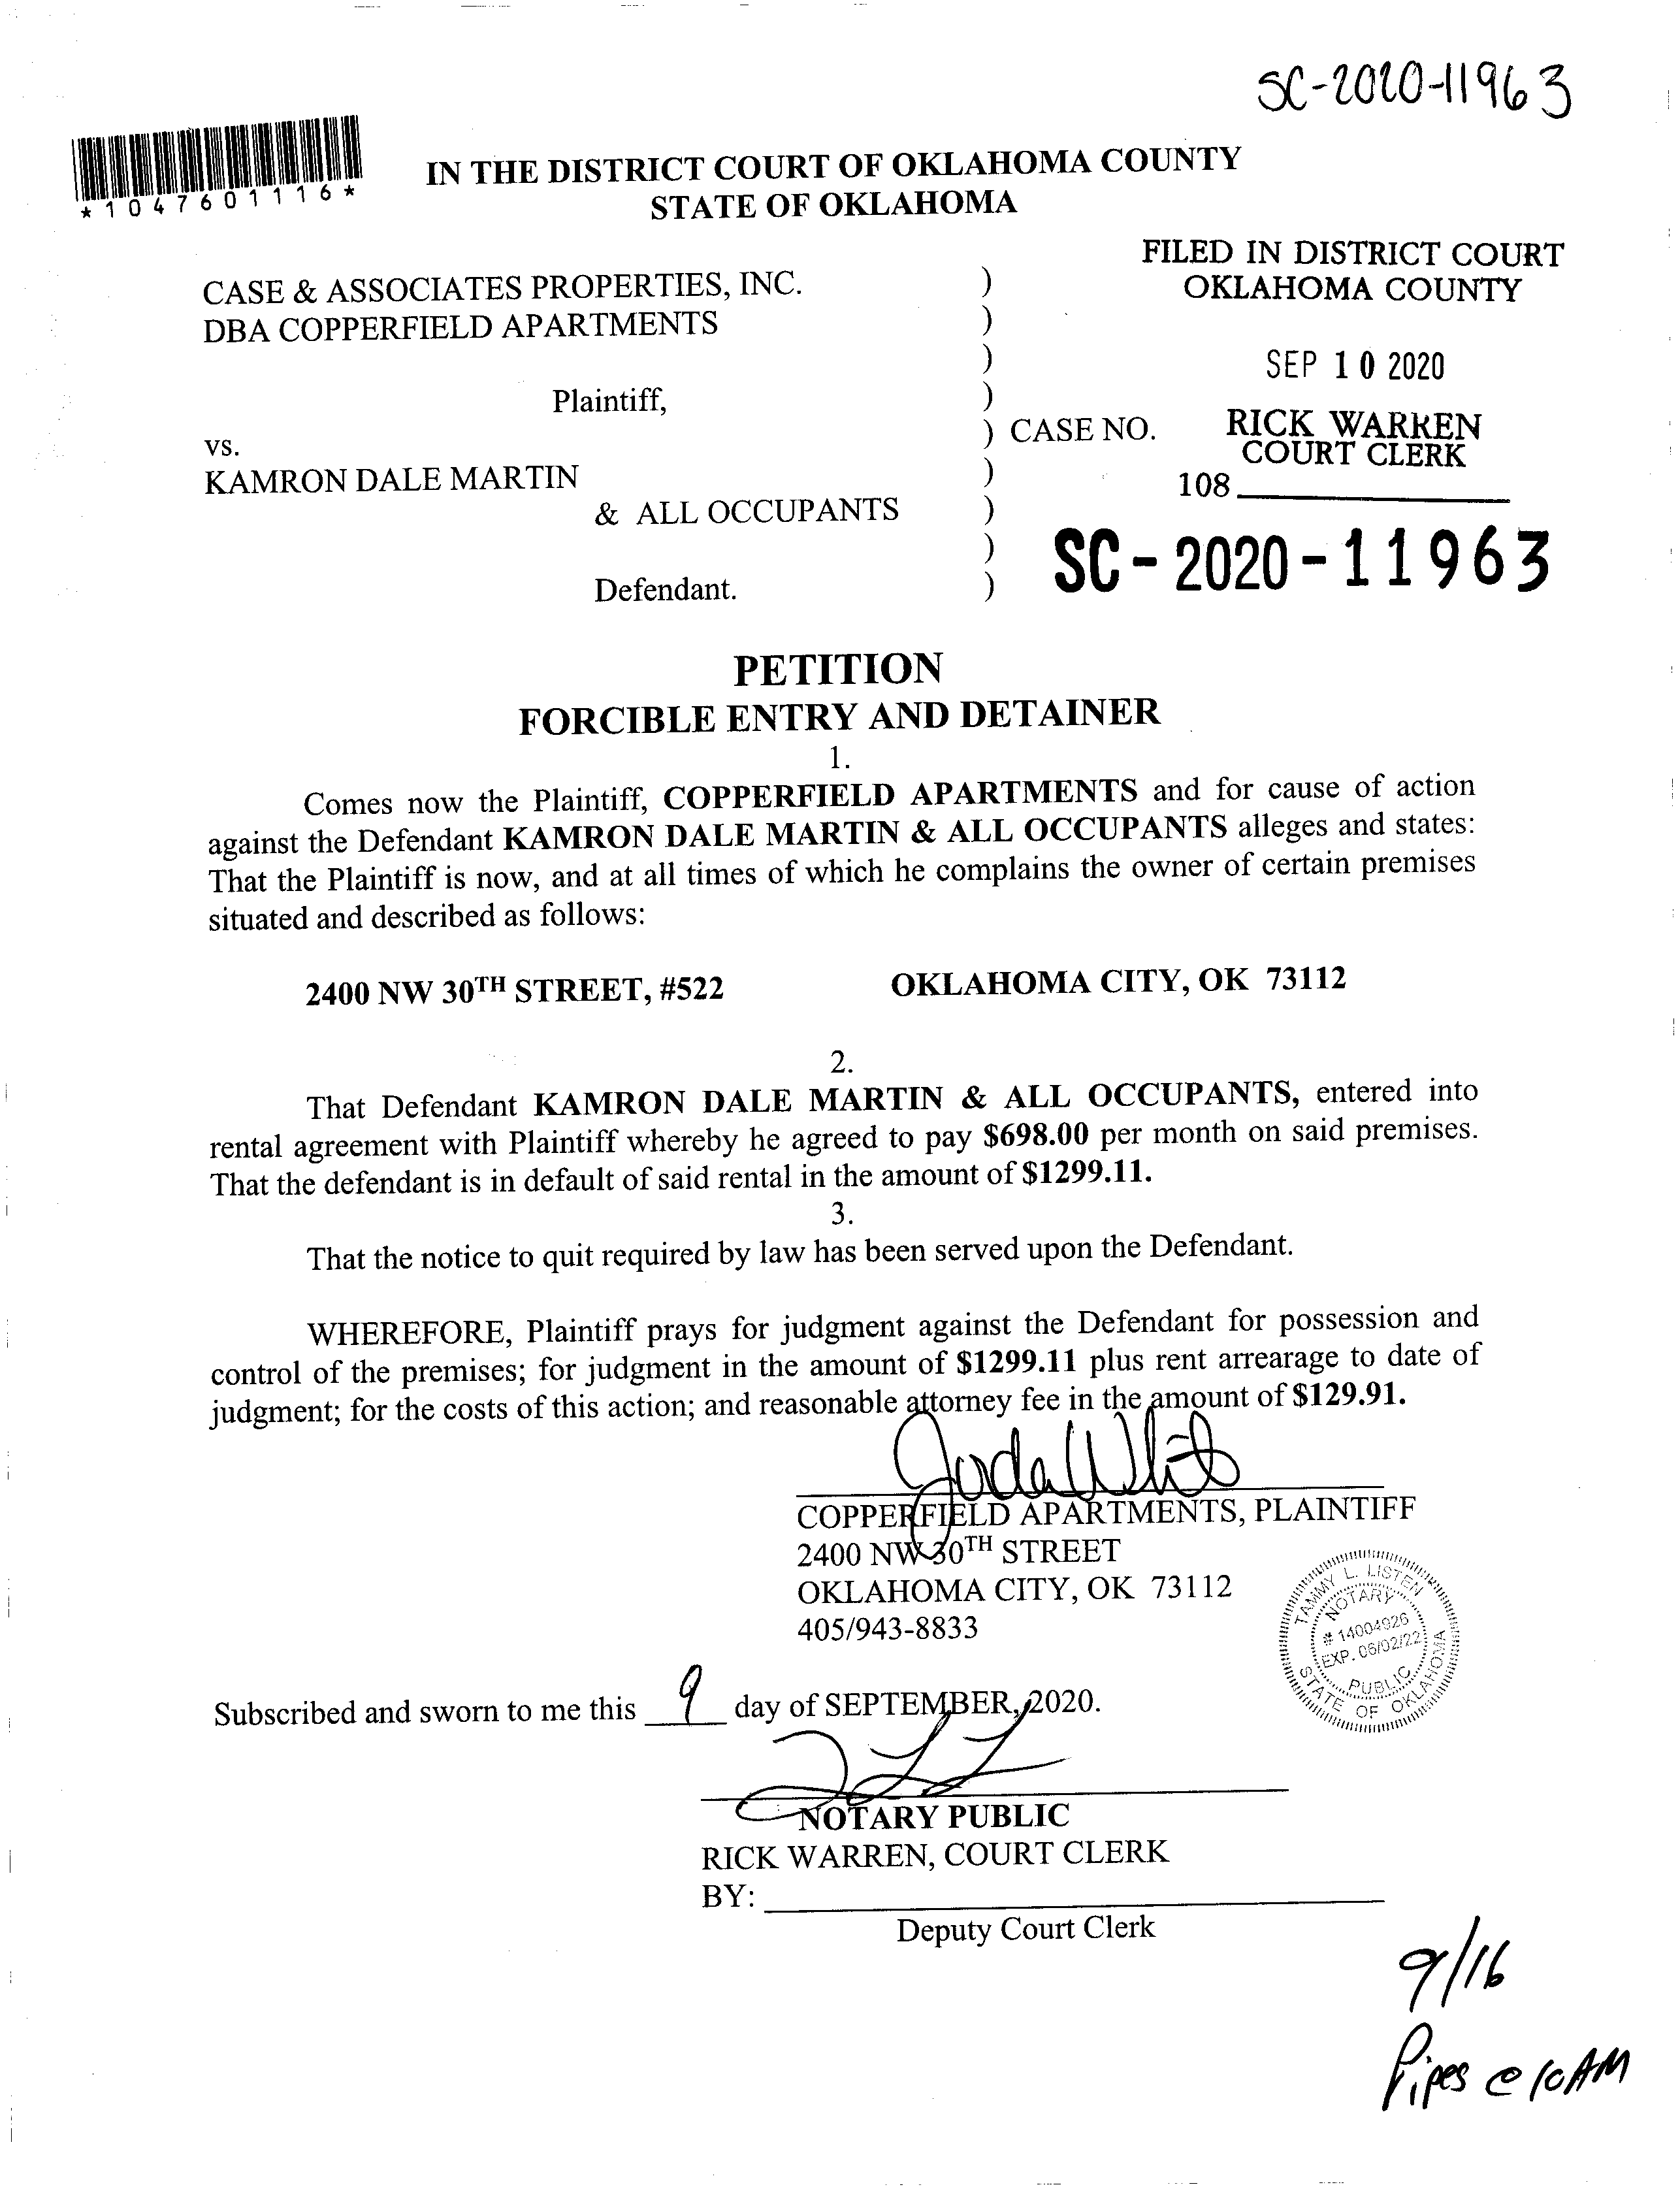 SC-2020-11963
*1047601116*
IN THE DISTRICT COURT OF OKLAHOMA COUNTY
STATE OF OKLAHOMA
FILED IN DISTRICT COURT
OKLAHOMA COUNTY
CASE & ASSOCIATES PROPERTIES, INC. )
DBA COPPERFIELD APARTMENTS )
)
SEP 10 2020
Plaintiff, )
vs. ) CASE NO.
RICK WARREN
COURT CLERK
KAMRON DALE MARTIN )
108
& ALL OCCUPANTS )
)
SC-2020-11963
Defendant. )
PETITION
FORCIBLE ENTRY AND DETAINER
1.
Comes now the Plaintiff, COPPERFIELD APARTMENTS and for cause of action
against the Defendant KAMRON DALE MARTIN & ALL OCCUPANTS alleges and states:
That the Plaintiff is now, and at all times of which he complains the owner of certain premises
situated and described as follows:
2400 NW 30TH STREET, #522 OKLAHOMA CITY, OK 73112
2.
That Defendant KAMRON DALE MARTIN & ALL OCCUPANTS, entered into
rental agreement with Plaintiff whereby he agreed to pay $698.00 per month on said premises.
That the defendant is in default of said rental in the amount of $1299.11.
3.
That the notice to quit required by law has been served upon the Defendant.
WHEREFORE, Plaintiff prays for judgment against the Defendant for possession and
control of the premises; for judgment in the amount of $1299.11 plus rent arrearage to date of
judgment; for the costs of this action; and reasonable attorney fee in the amount of $129.91.
COPPERFIELD APARTMENTS, PLAINTIFF
2400 NW 30TH STREET
OKLAHOMA CITY, OK 73112
405/943-8833
TAMMY L. LISTEN
NOTARY
# 14004926
EXP. 06/02/22
PUBLIC
STATE OF OKLAHOMA
Subscribed and sworn to me this 9 day of SEPTEMBER, 2020.
NOTARY PUBLIC
RICK WARREN, COURT CLERK
BY:
Deputy Court Clerk
9/16
Pipes @ 10AM